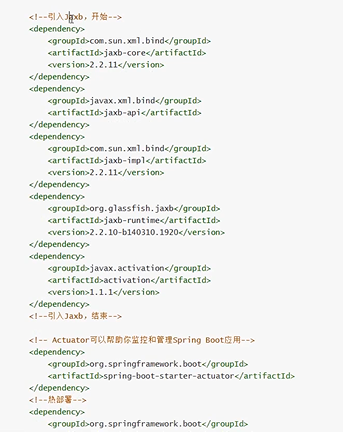 <!--引入Jaxb，开始-->
<dependency>
<groupId>com.sun.xml.bind</groupId>
<artifactId>jaxb-core</artifactId>
<version>2.2.11</version>
</dependency>
<dependency>
<groupId>javax.xml.bind</groupId>
<artifactId>jaxb-api</artifactId>
</dependency>
<dependency>
<groupId>com.sun.xml.bind</groupId>
<artifactId>jaxb-impl</artifactId>
<version>2.2.11</version>
</dependency>
<dependency>
<groupId>org.glassfish.jaxb</groupId>
<artifactId>jaxb-runtime</artifactId>
<version>2.2.10-b140310.1920</version>
</dependency>
<dependency>
<groupId>javax.activation</groupId>
<artifactId>activation</artifactId>
<version>1.1.1</version>
</dependency>
<!--引入Jaxb，结束-->
<!-- Actuator可以帮助你监控和管理Spring Boot应用-->
<dependency>
<groupId>org.springframework.boot</groupId>
<artifactId>spring-boot-starter-actuator</artifactId>
</dependency>
<!--热部署-->
<dependency>
<groupId>org.springframework.boot</groupId>